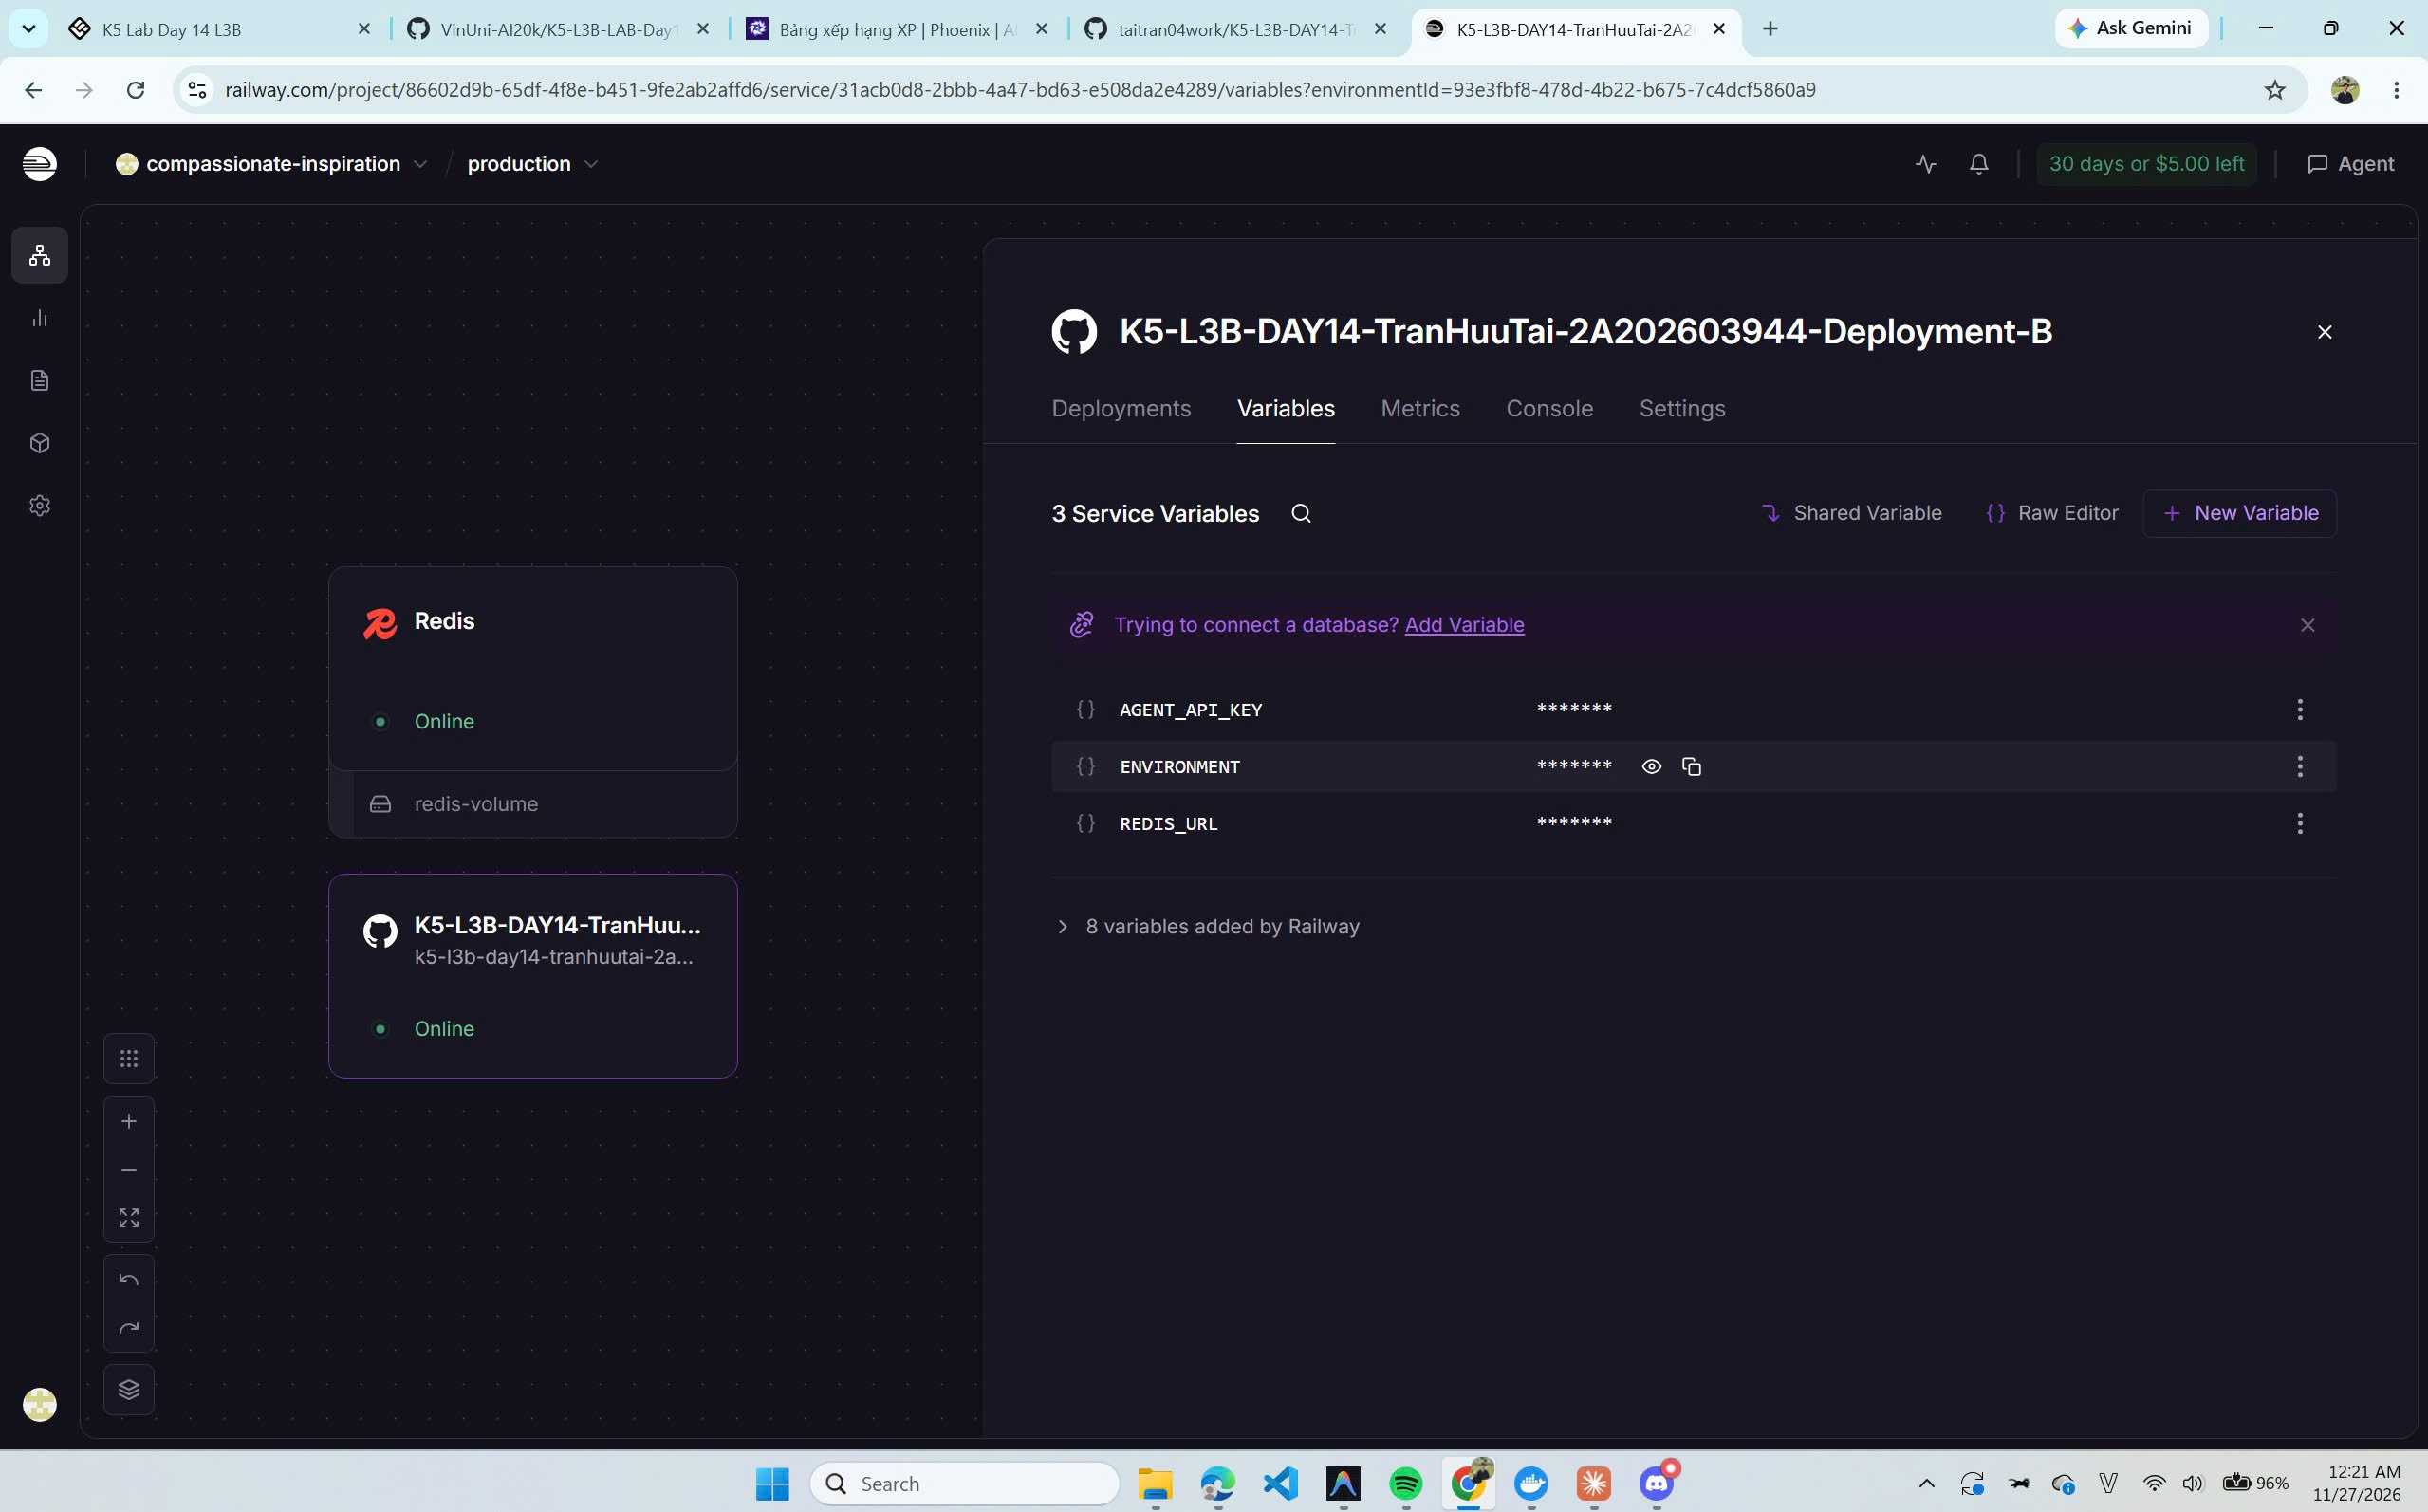 K5 Lab Day 14 L3B
VinUni-AI20k/K5-L3B-LAB-Day1
Bảng xếp hạng XP | Phoenix | A
taitran04work/K5-L3B-DAY14-T
K5-L3B-DAY14-TranHuuTai-2A2
Ask Gemini
railway.com/project/86602d9b-65df-4f8e-b451-9fe2ab2affd6/service/31acb0d8-2bbb-4a47-bd63-e508da2e4289/variables?environmentId=93e3fbf8-478d-4b22-b675-7c4dcf5860a9
compassionate-inspiration / production
30 days or $5.00 left
Agent
K5-L3B-DAY14-TranHuuTai-2A202603944-Deployment-B
Deployments Variables Metrics Console Settings
3 Service Variables
Shared Variable
{} Raw Editor
+ New Variable
Trying to connect a database? Add Variable
{} AGENT_API_KEY *******
{} ENVIRONMENT *******
{} REDIS_URL *******
8 variables added by Railway
Redis
Online
redis-volume
K5-L3B-DAY14-TranHuu...
k5-l3b-day14-tranhuutai-2a...
Online
Search
96%
12:21 AM
11/27/2026